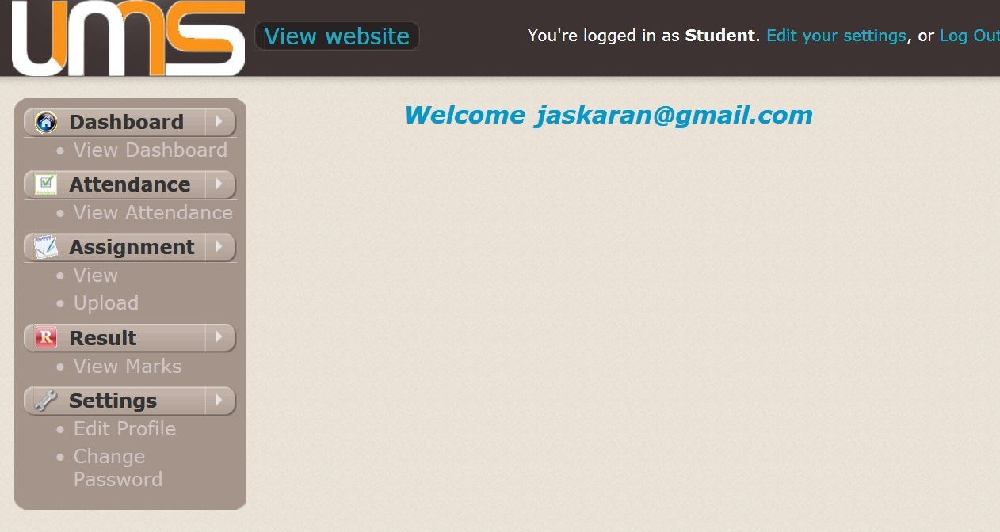 UMS
View website
You're logged in as Student. Edit your settings, or Log Out
Welcome jaskaran@gmail.com
Dashboard
View Dashboard
Attendance
View Attendance
Assignment
View
Upload
R Result
View Marks
Settings
Edit Profile
Change
Password